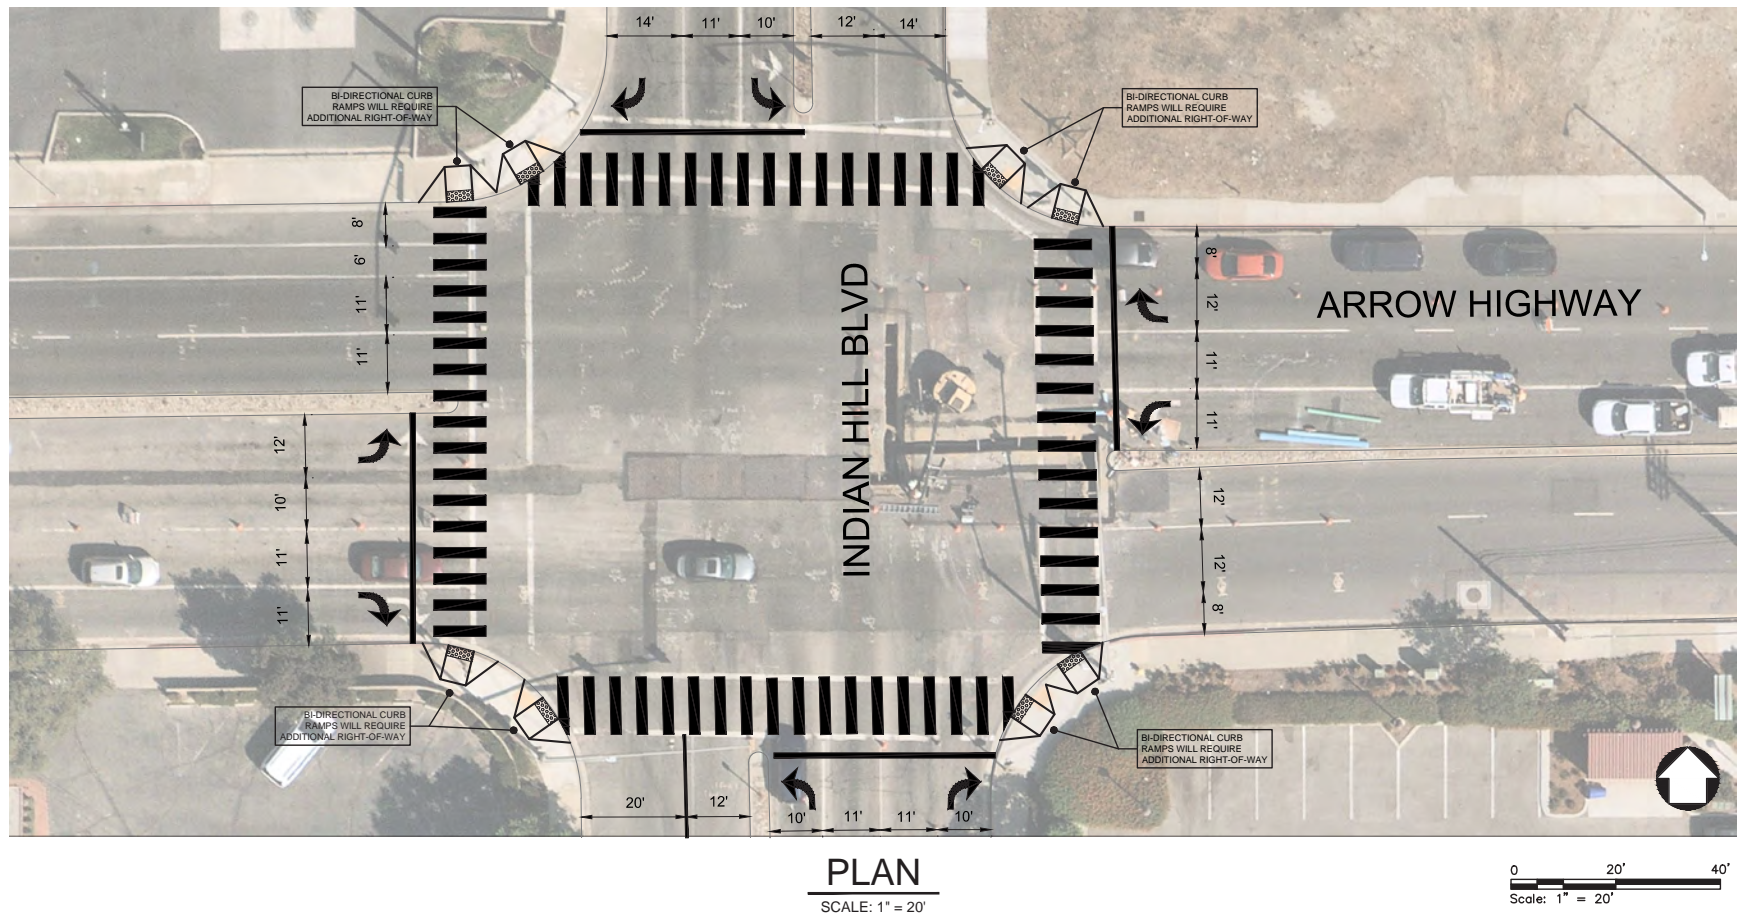 14' 11' 10' 12' 14'
BI-DIRECTIONAL CURB
RAMPS WILL REQUIRE
ADDITIONAL RIGHT-OF-WAY
BI-DIRECTIONAL CURB
RAMPS WILL REQUIRE
ADDITIONAL RIGHT-OF-WAY
8'
6'
11'
11'
12'
10'
11'
11'
INDIAN HILL BLVD
ARROW HIGHWAY
8'
12'
11'
11'
12'
12'
8'
BI-DIRECTIONAL CURB
RAMPS WILL REQUIRE
ADDITIONAL RIGHT-OF-WAY
BI-DIRECTIONAL CURB
RAMPS WILL REQUIRE
ADDITIONAL RIGHT-OF-WAY
20' 12' 10' 11' 11' 10'
PLAN
SCALE: 1" = 20'
0 20' 40'
Scale: 1" = 20'